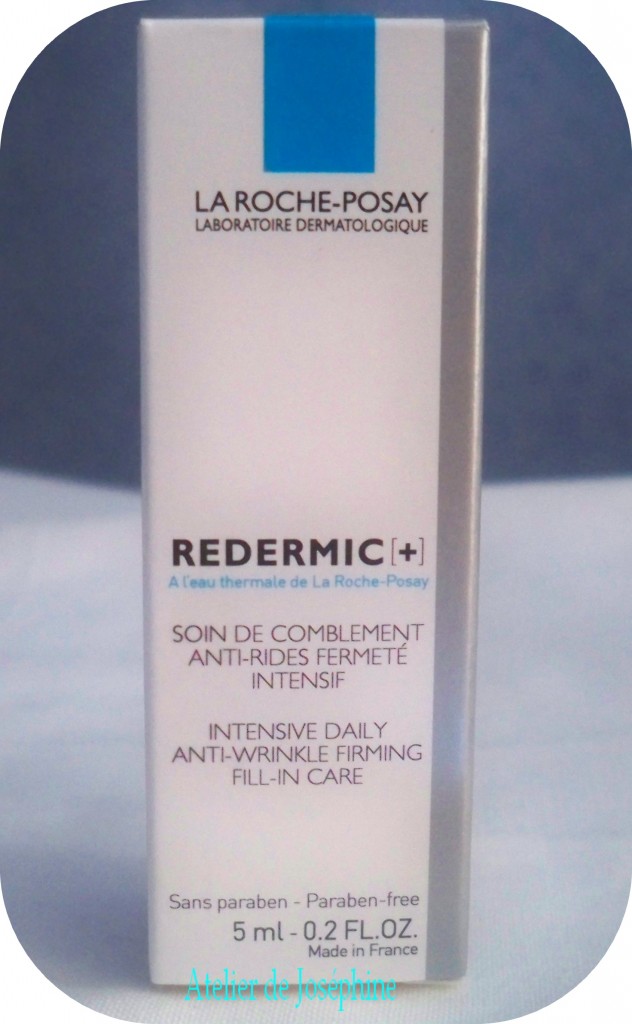 LA ROCHE-POSAY
LABORATOIRE DERMATOLOGIQUE
REDERMIC [+]
A l'eau thermale de La Roche-Posay
SOIN DE COMBLEMENT
ANTI-RIDES FERMETÉ
INTENSIF
INTENSIVE DAILY
ANTI-WRINKLE FIRMING
FILL-IN CARE
Sans paraben - Paraben-free
5 ml - 0.2 FL.OZ.
Made in France
Atelier de Joséphine